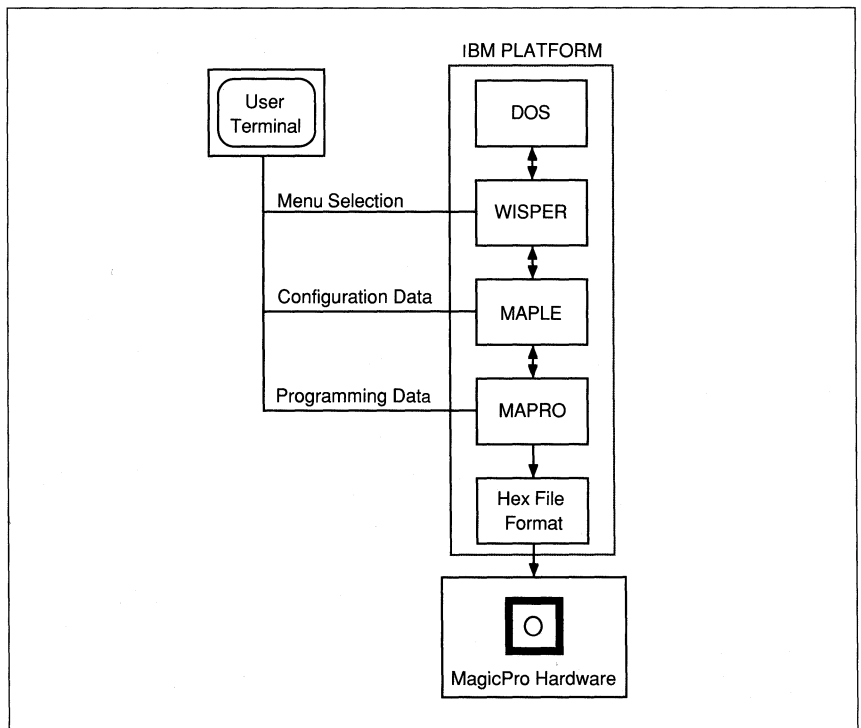 IBM PLATFORM
User
Terminal
DOS
Menu Selection
WISPER
Configuration Data
MAPLE
Programming Data
MAPRO
Hex File
Format
MagicPro Hardware